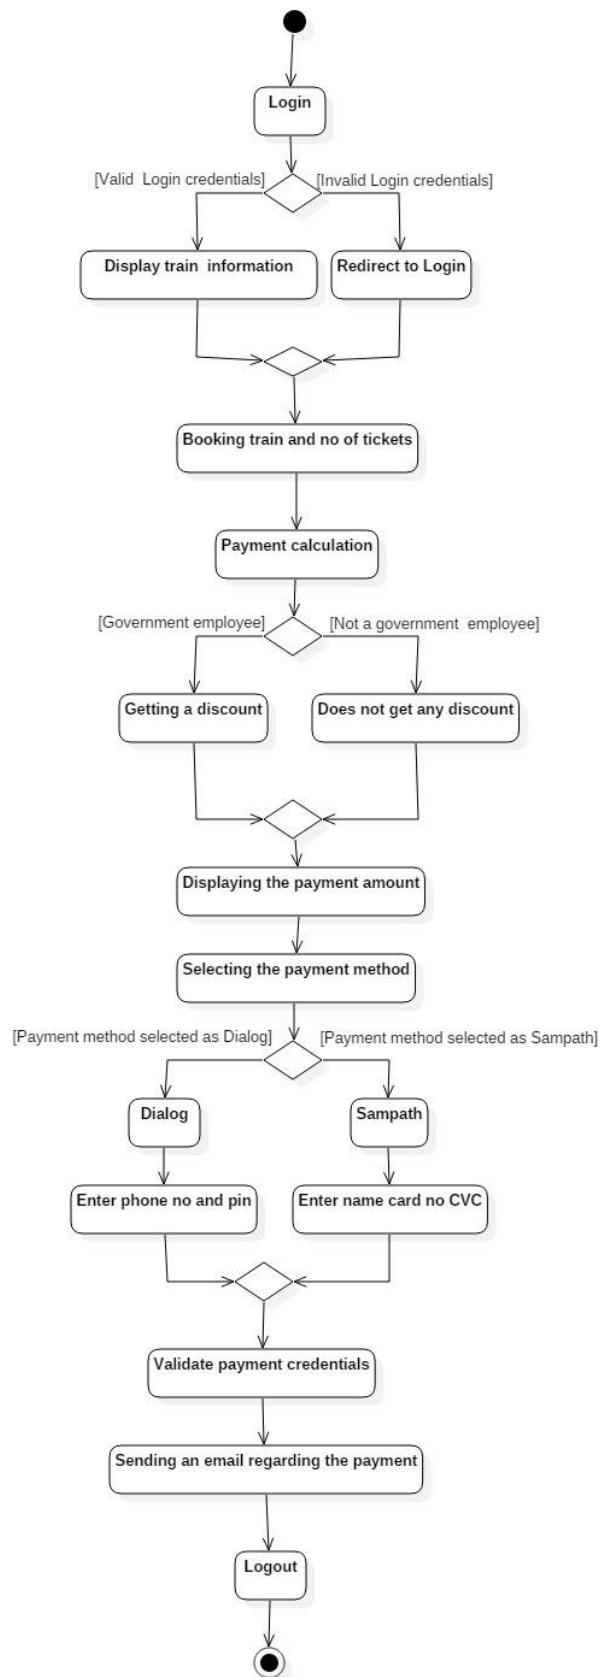 Login
[Valid  Login credentials]
[Invalid Login credentials]
Display train  information
Redirect to Login
Booking train and no of tickets
Payment calculation
[Government employee]
[Not a government  employee]
Getting a discount
Does not get any discount
Displaying the payment amount
Selecting the payment method
[Payment method selected as Dialog]
[Payment method selected as Sampath]
Dialog
Sampath
Enter phone no and pin
Enter name card no CVC
Validate payment credentials
Sending an email regarding the payment
Logout